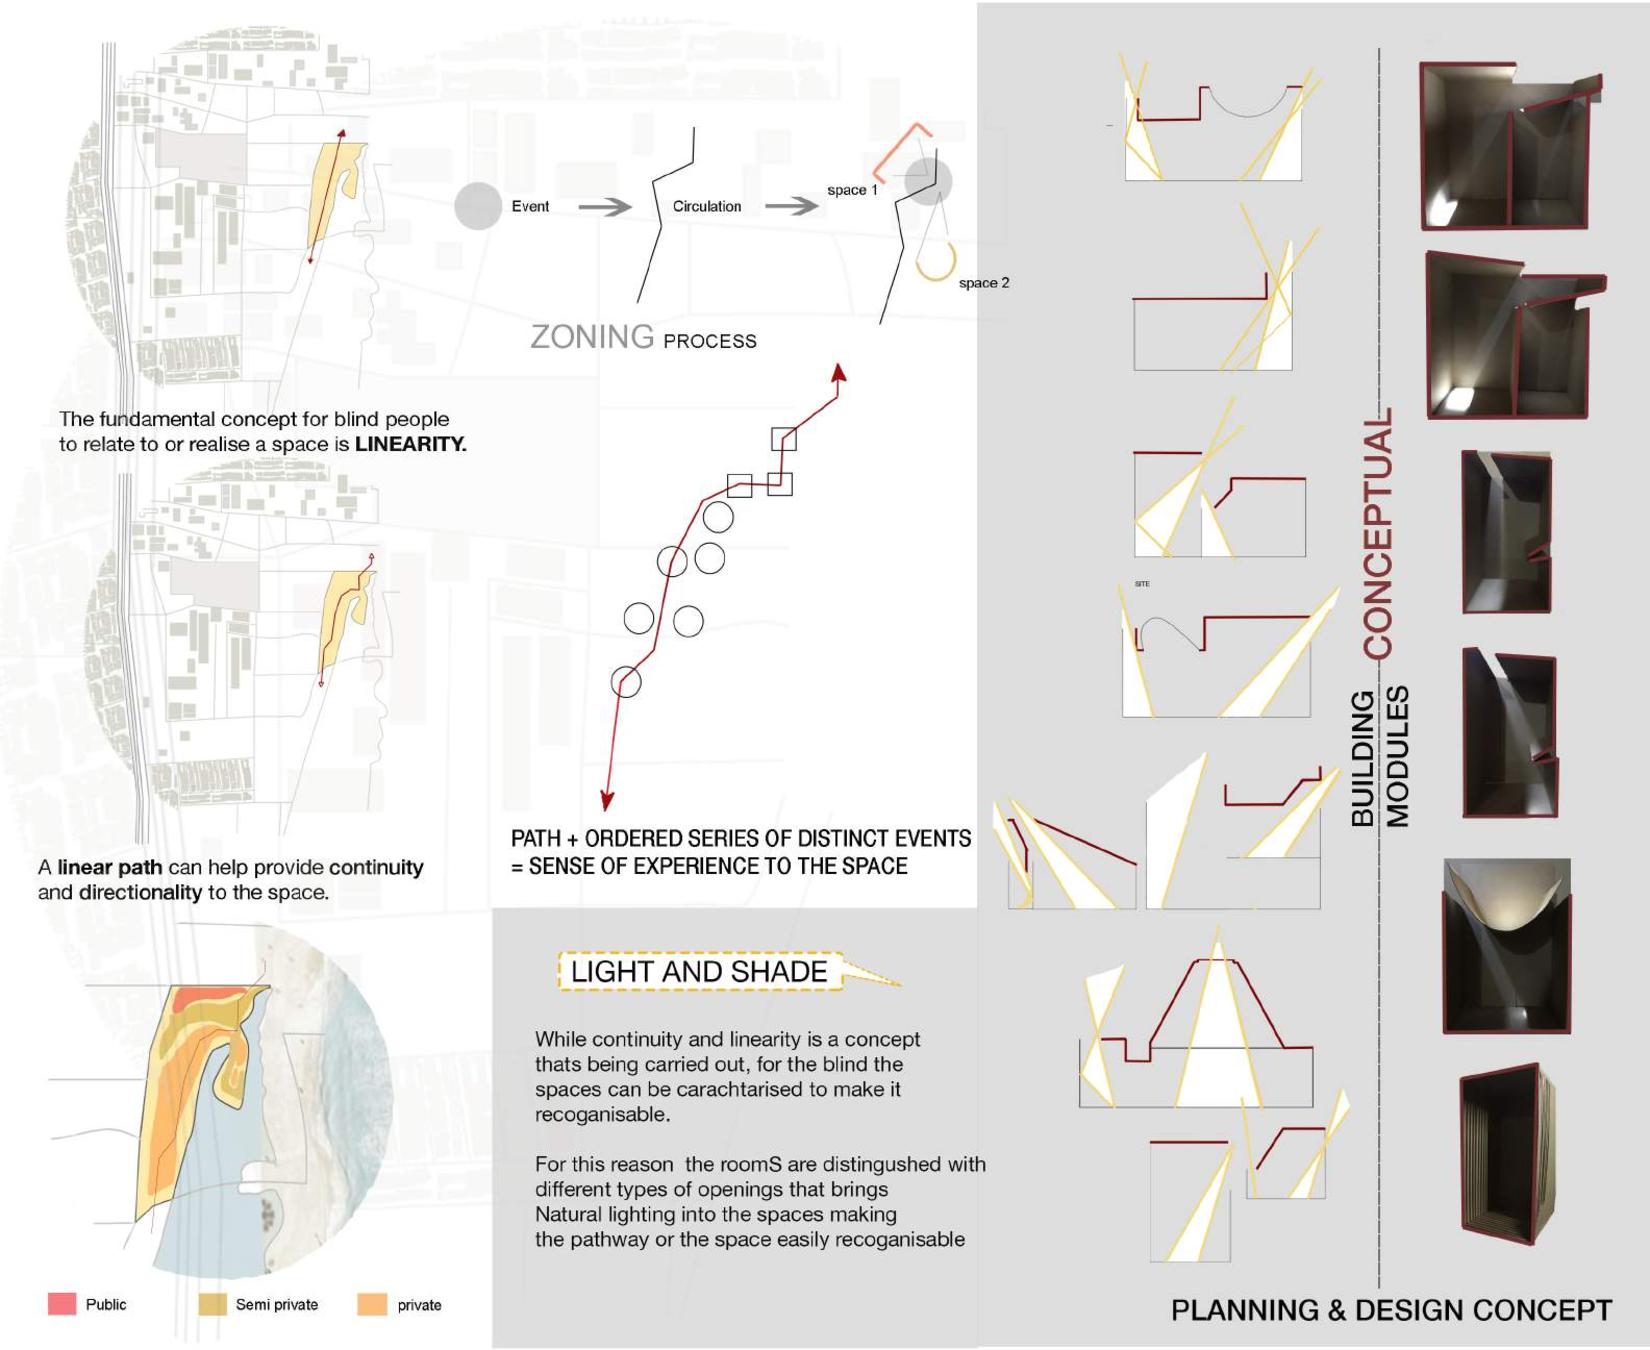 Event
Circulation
space 1
space 2
ZONING PROCESS
The fundamental concept for blind people
to relate to or realise a space is LINEARITY.
A linear path can help provide continuity
and directionality to the space.
PATH + ORDERED SERIES OF DISTINCT EVENTS
= SENSE OF EXPERIENCE TO THE SPACE
Public
Semi private
private
LIGHT AND SHADE
While continuity and linearity is a concept
thats being carried out, for the blind the
spaces can be carachtarised to make it
recoganisable.
For this reason the roomS are distingushed with
different types of openings that brings
Natural lighting into the spaces making
the pathway or the space easily recoganisable
SITE
CONCEPTUAL
BUILDING
MODULES
PLANNING & DESIGN CONCEPT